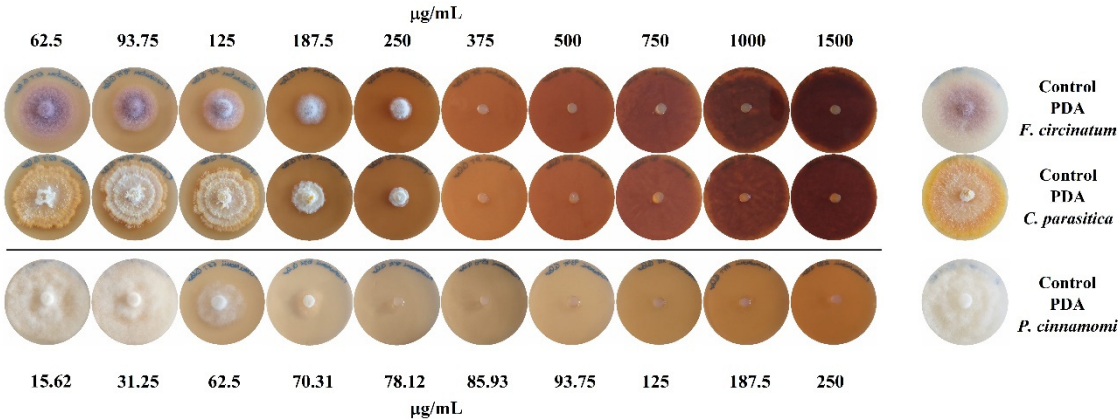 µg/mL
62.5 93.75 125 187.5 250 375 500 750 1000 1500
Control
PDA
F. circinatum
Control
PDA
C. parasitica
Control
PDA
P. cinnamomi
15.62 31.25 62.5 70.31 78.12 85.93 93.75 125 187.5 250
µg/mL